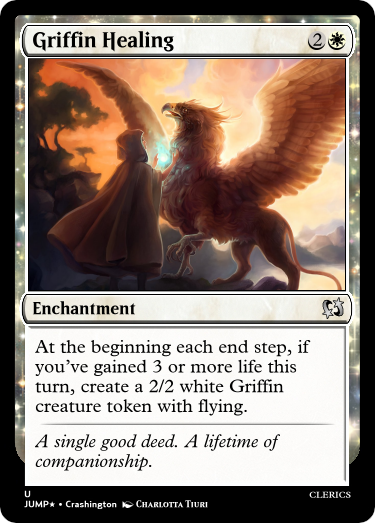 Griffin Healing 2
Enchantment
At the beginning each end step, if
you've gained 3 or more life this
turn, create a 2/2 white Griffin
creature token with flying.
A single good deed. A lifetime of
companionship.
U
JUMP★ • Crashington Charlotta Tiuri
CLERICS